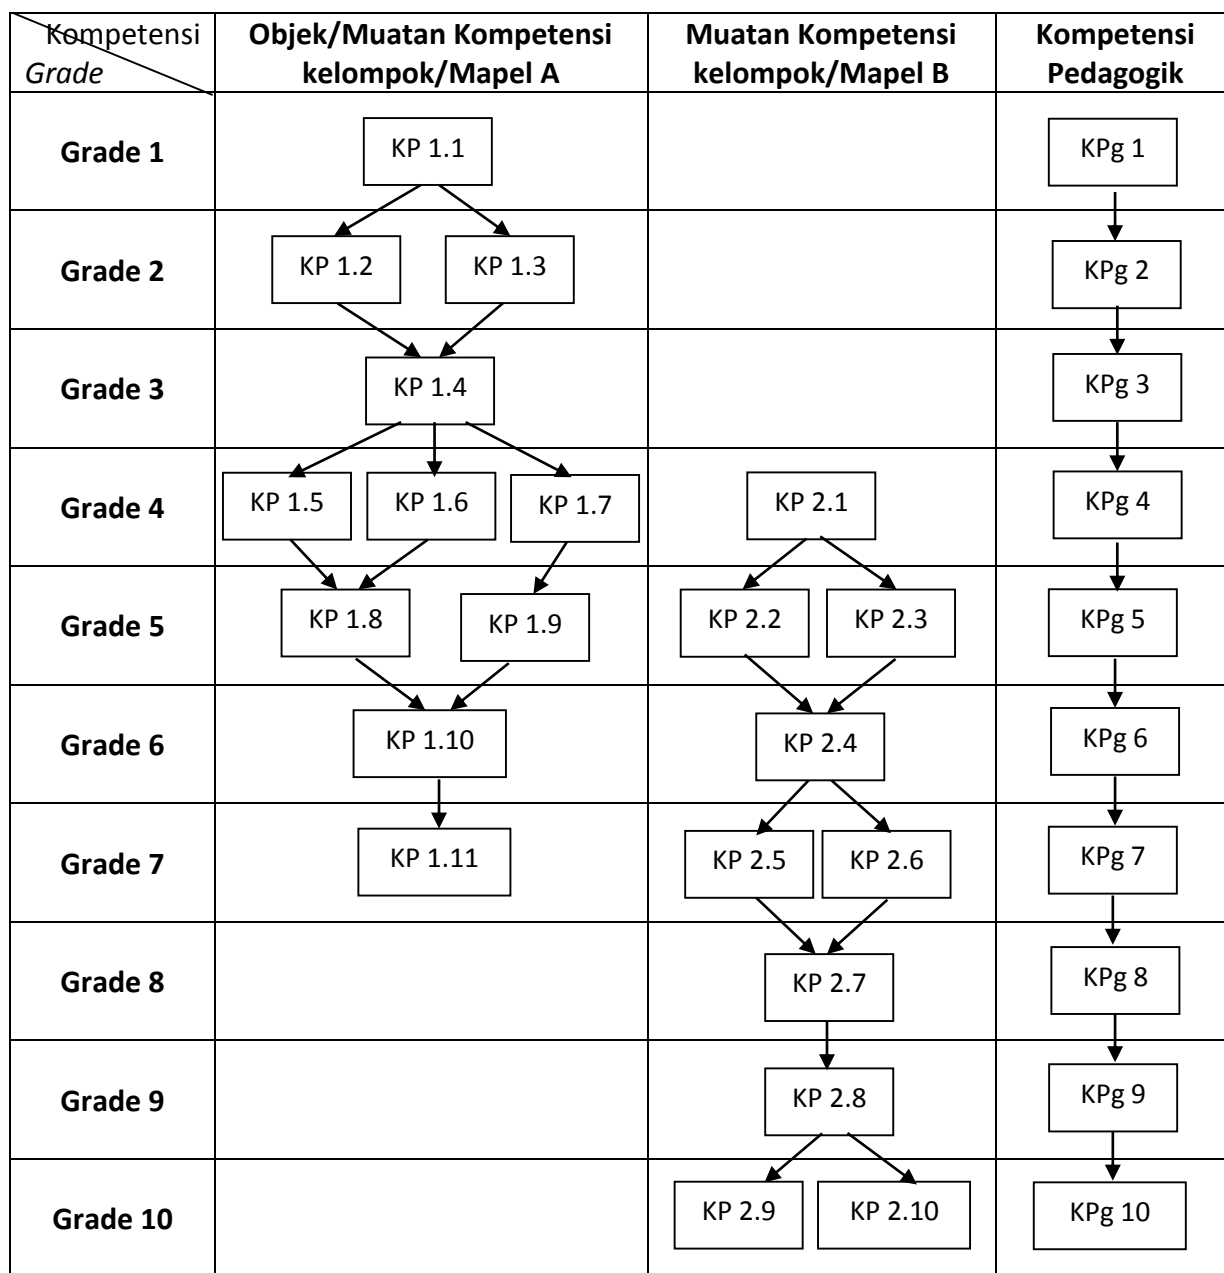 Kompetensi
Grade
Objek/Muatan Kompetensi
kelompok/Mapel A
Muatan Kompetensi
kelompok/Mapel B
Kompetensi
Pedagogik
Grade 1
KP 1.1
KPg 1
Grade 2
KP 1.2
KP 1.3
KPg 2
Grade 3
KP 1.4
KPg 3
Grade 4
KP 1.5
KP 1.6
KP 1.7
KP 2.1
KPg 4
Grade 5
KP 1.8
KP 1.9
KP 2.2
KP 2.3
KPg 5
Grade 6
KP 1.10
KP 2.4
KPg 6
Grade 7
KP 1.11
KP 2.5
KP 2.6
KPg 7
Grade 8
KP 2.7
KPg 8
Grade 9
KP 2.8
KPg 9
Grade 10
KP 2.9
KP 2.10
KPg 10